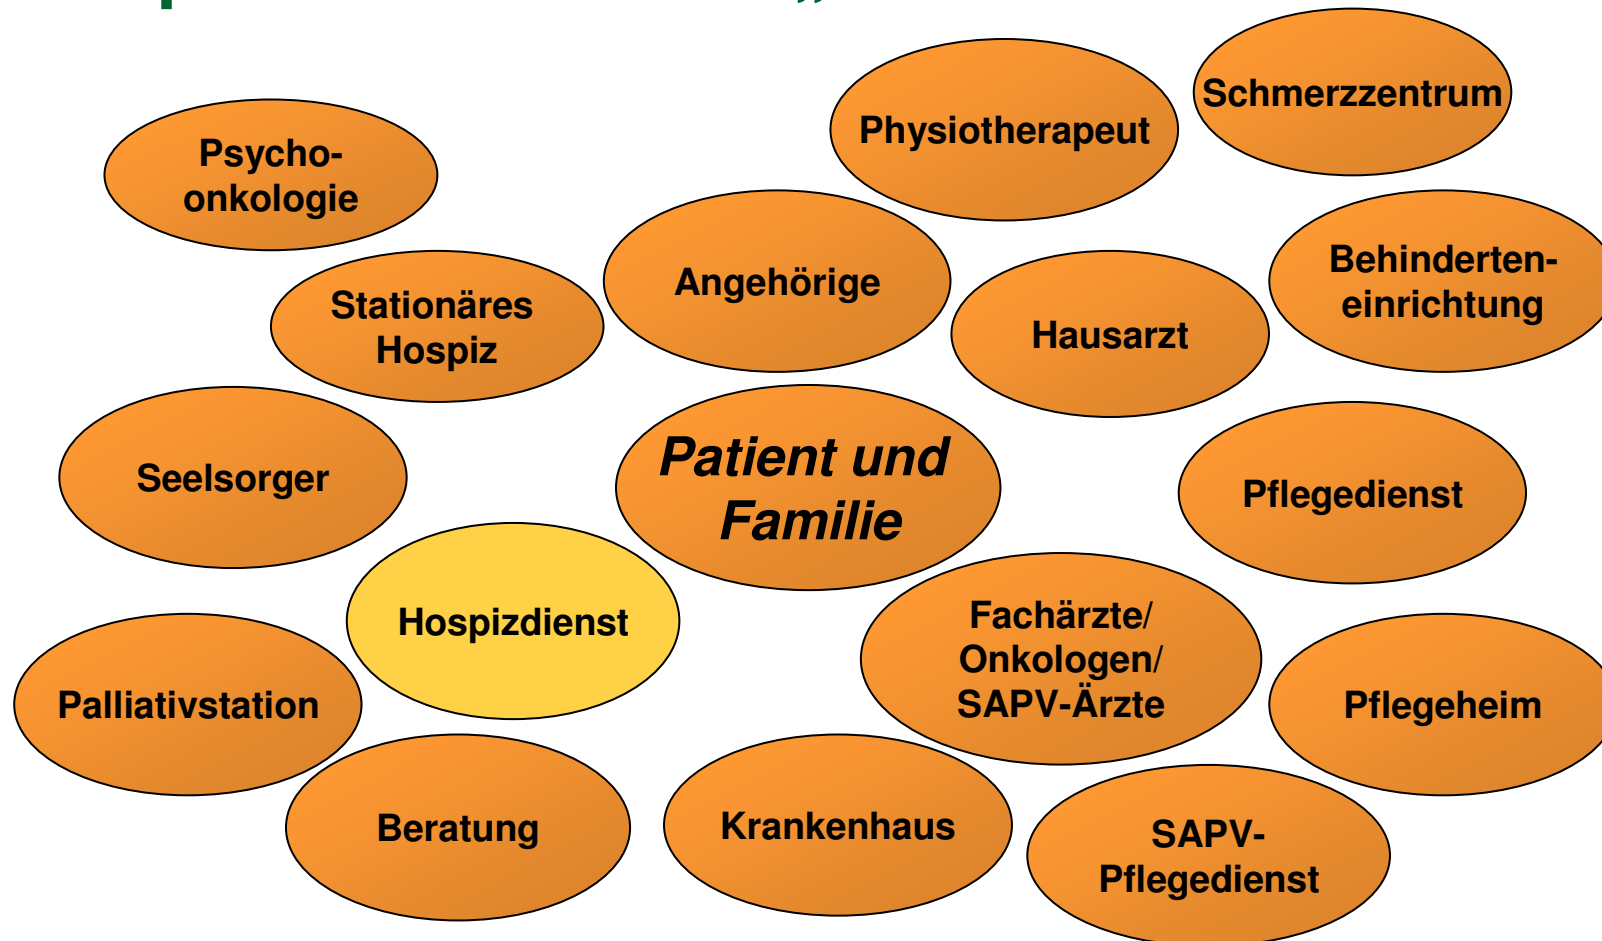 Schmerzzentrum
Physiotherapeut
Psycho-
onkologie
Angehörige
Behinderten-
einrichtung
Stationäres
Hospiz
Hausarzt
Seelsorger
Patient und
Familie
Pflegedienst
Hospizdienst
Fachärzte/
Onkologen/
SAPV-Ärzte
Palliativstation
Pflegeheim
Beratung
Krankenhaus
SAPV-
Pflegedienst